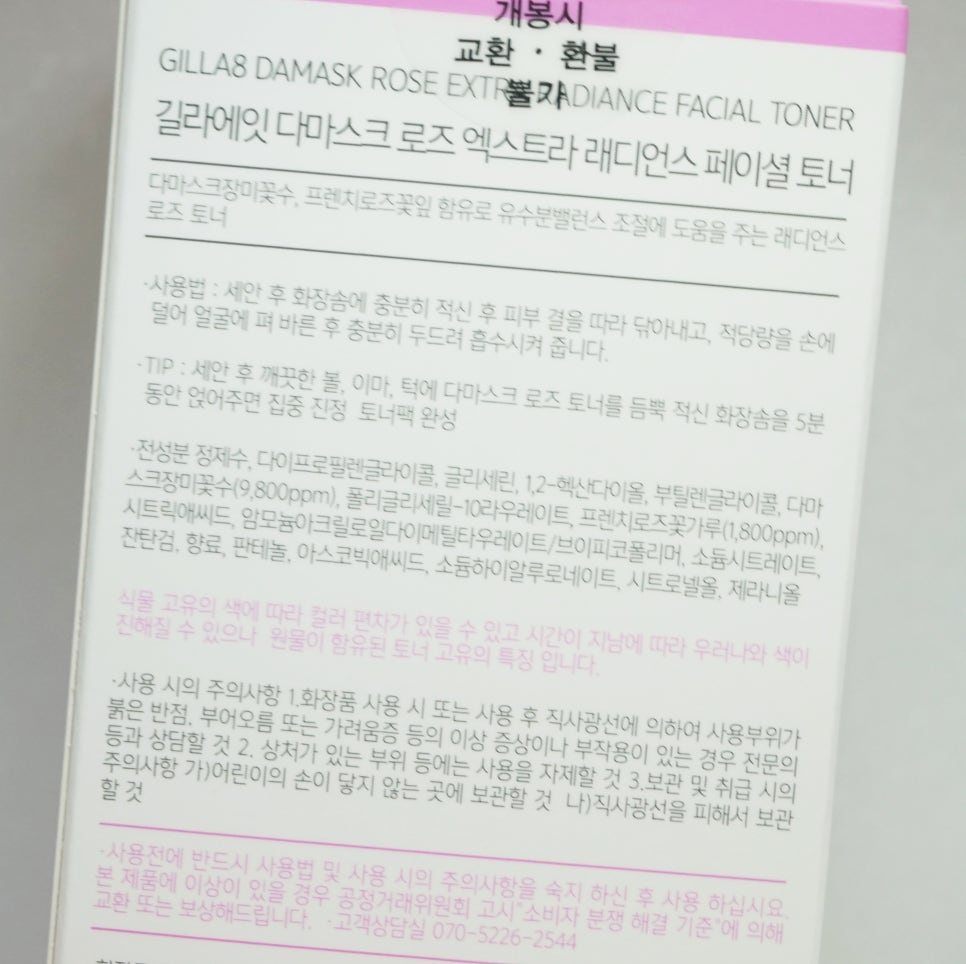 개봉시
교환 · 환불
불가
GILLA8 DAMASK ROSE EXTRA RADIANCE FACIAL TONER
길라에잇 다마스크 로즈 엑스트라 래디언스 페이셜 토너
다마스크장미꽃수, 프렌치로즈꽃잎 함유로 유수분밸런스 조절에 도움을 주는 래디언스
로즈 토너
·사용법 : 세안 후 화장솜에 충분히 적신 후 피부 결을 따라 닦아내고, 적당량을 손에
덜어 얼굴에 펴 바른 후 충분히 두드려 흡수시켜 줍니다.
·TIP : 세안 후 깨끗한 볼, 이마, 턱에 다마스크 로즈 토너를 듬뿍 적신 화장솜을 5분
동안 얹어주면 집중 진정 토너팩 완성
·전성분 정제수, 다이프로필렌글라이콜, 글리세린, 1,2-헥산다이올, 부틸렌글라이콜, 다마
스크장미꽃수(9,800ppm), 폴리글리세릴-10라우레이트, 프렌치로즈꽃가루(1,800ppm),
시트릭애씨드, 암모늄아크릴로일다이메틸타우레이트/브이피코폴리머, 소듐시트레이트,
잔탄검, 향료, 판테놀, 아스코빅애씨드, 소듐하이알루로네이트, 시트로넬올, 제라니올
식물 고유의 색에 따라 컬러 편차가 있을 수 있고 시간이 지남에 따라 우러나와 색이
진해질 수 있으나 원물이 함유된 토너 고유의 특징 입니다.
·사용 시의 주의사항 1.화장품 사용 시 또는 사용 후 직사광선에 의하여 사용부위가
붉은 반점, 부어오름 또는 가려움증 등의 이상 증상이나 부작용이 있는 경우 전문의
등과 상담할 것 2. 상처가 있는 부위 등에는 사용을 자제할 것 3.보관 및 취급 시의
주의사항 가)어린이의 손이 닿지 않는 곳에 보관할 것 나)직사광선을 피해서 보관
할 것
·사용전에 반드시 사용법 및 사용 시의 주의사항을 숙지 하신 후 사용 하십시요.
본 제품에 이상이 있을 경우 공정거래위원회 고시"소비자 분쟁 해결 기준"에 의해
교환 또는 보상해드립니다. ·고객상담실 070-5226-2544